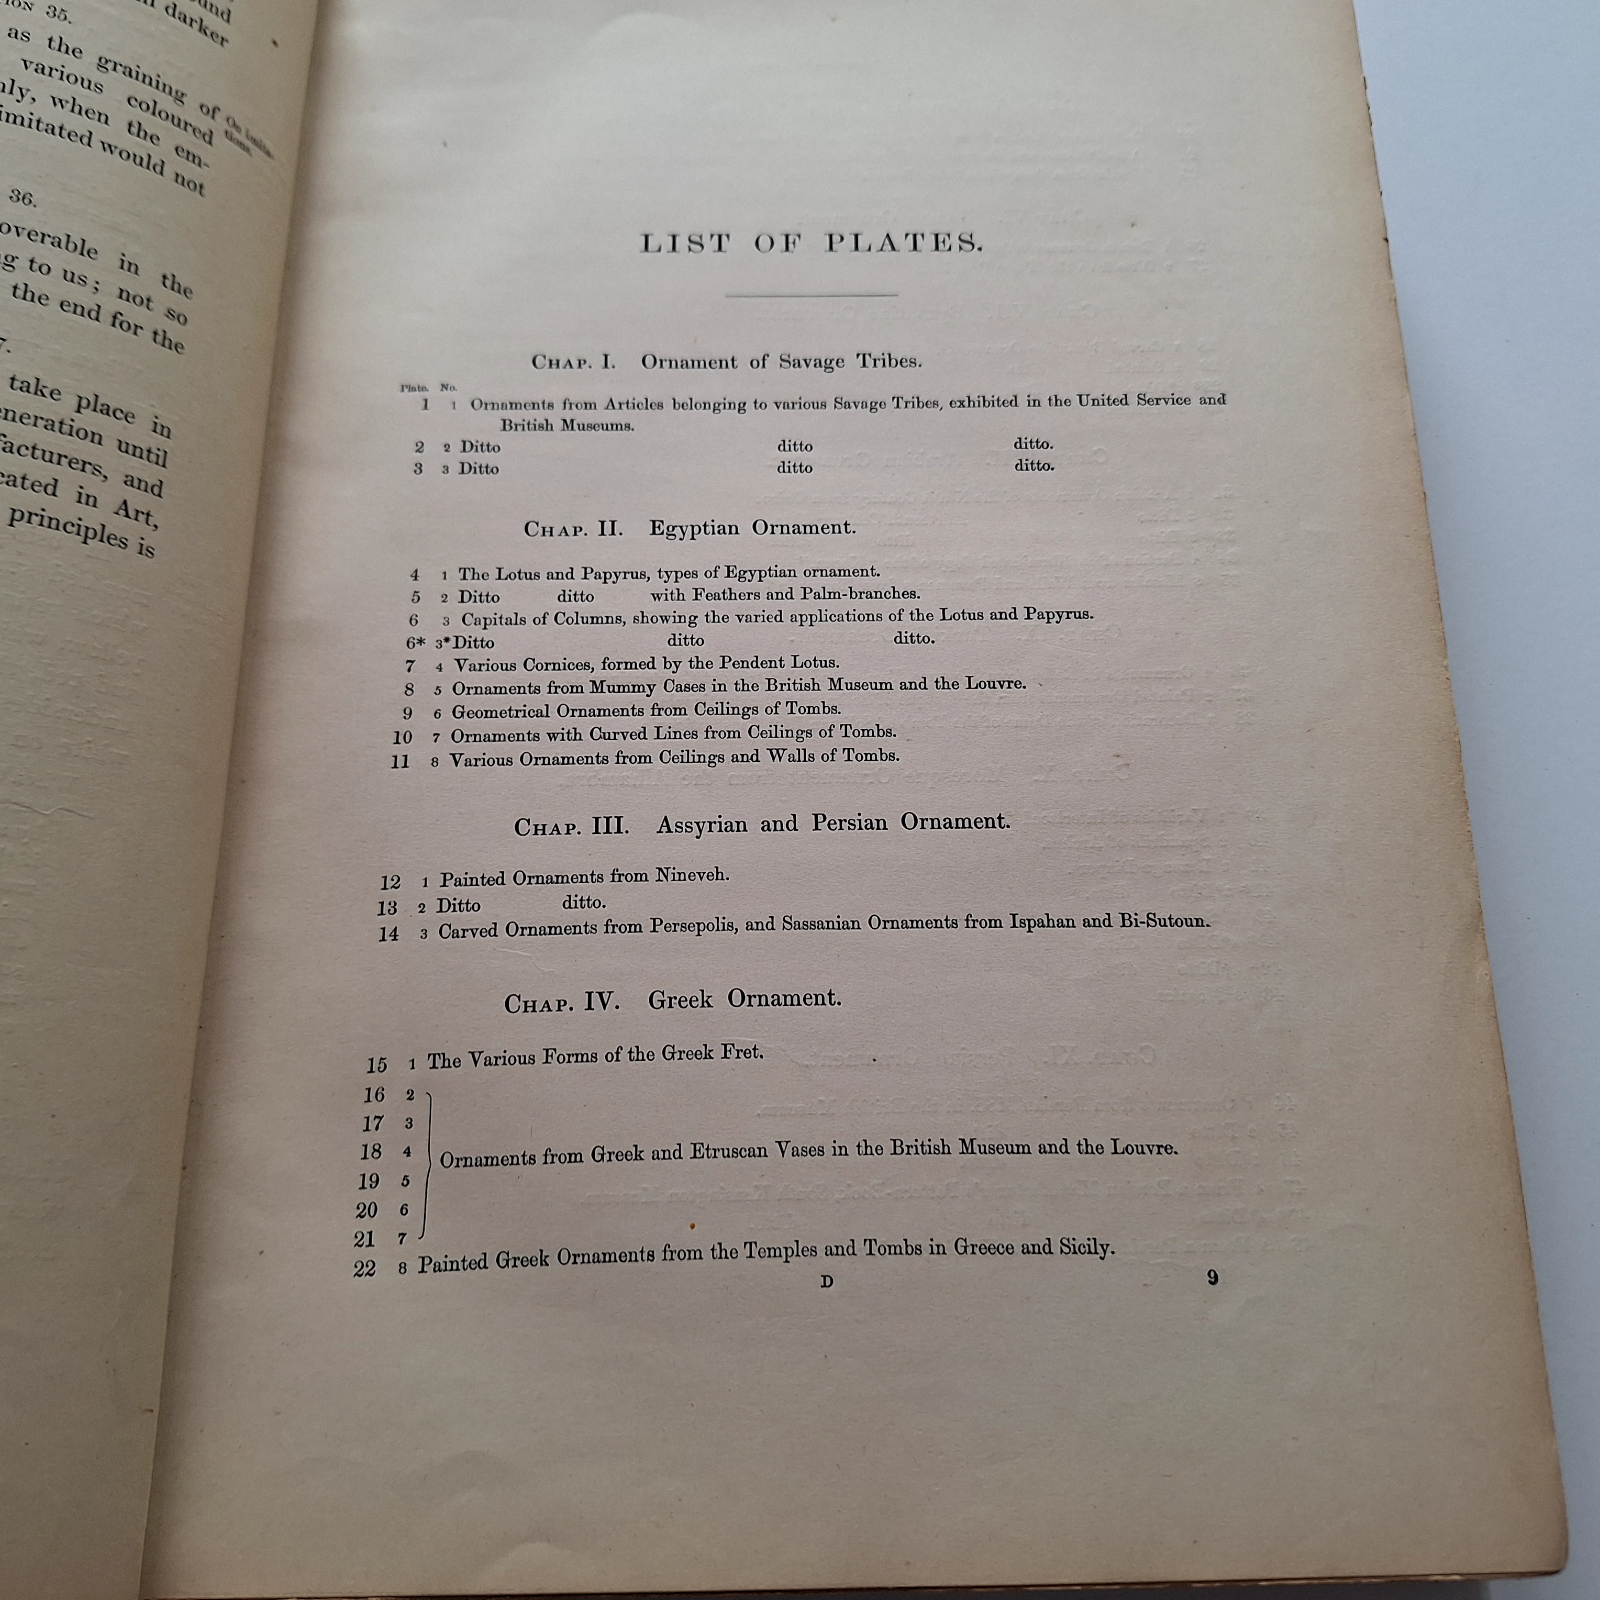 darker
35.
as the graining of
various coloured
when the em-
imitated would not
36.
in the
to us; not so
the end for the
take place in
until
and
in Art,
principles is
LIST OF PLATES.
CHAP. I. Ornament of Savage Tribes.
Plate. No.
1 1 Ornaments from Articles belonging to various Savage Tribes, exhibited in the United Service and
British Museums.
2 2 Ditto ditto ditto.
3 3 Ditto ditto ditto.
CHAP. II. Egyptian Ornament.
4 1 The Lotus and Papyrus, types of Egyptian ornament.
5 2 Ditto ditto with Feathers and Palm-branches.
6 3 Capitals of Columns, showing the varied applications of the Lotus and Papyrus.
6* 3* Ditto ditto ditto.
7 4 Various Cornices, formed by the Pendent Lotus.
8 5 Ornaments from Mummy Cases in the British Museum and the Louvre.
9 6 Geometrical Ornaments from Ceilings of Tombs.
10 7 Ornaments with Curved Lines from Ceilings of Tombs.
11 8 Various Ornaments from Ceilings and Walls of Tombs.
CHAP. III. Assyrian and Persian Ornament.
12 1 Painted Ornaments from Nineveh.
13 2 Ditto ditto.
14 3 Carved Ornaments from Persepolis, and Sassanian Ornaments from Ispahan and Bi-Sutoun.
CHAP. IV. Greek Ornament.
15 1 The Various Forms of the Greek Fret.
16 2
17 3
18 4 Ornaments from Greek and Etruscan Vases in the British Museum and the Louvre.
19 5
20 6
21 7
22 8 Painted Greek Ornaments from the Temples and Tombs in Greece and Sicily.
D 9